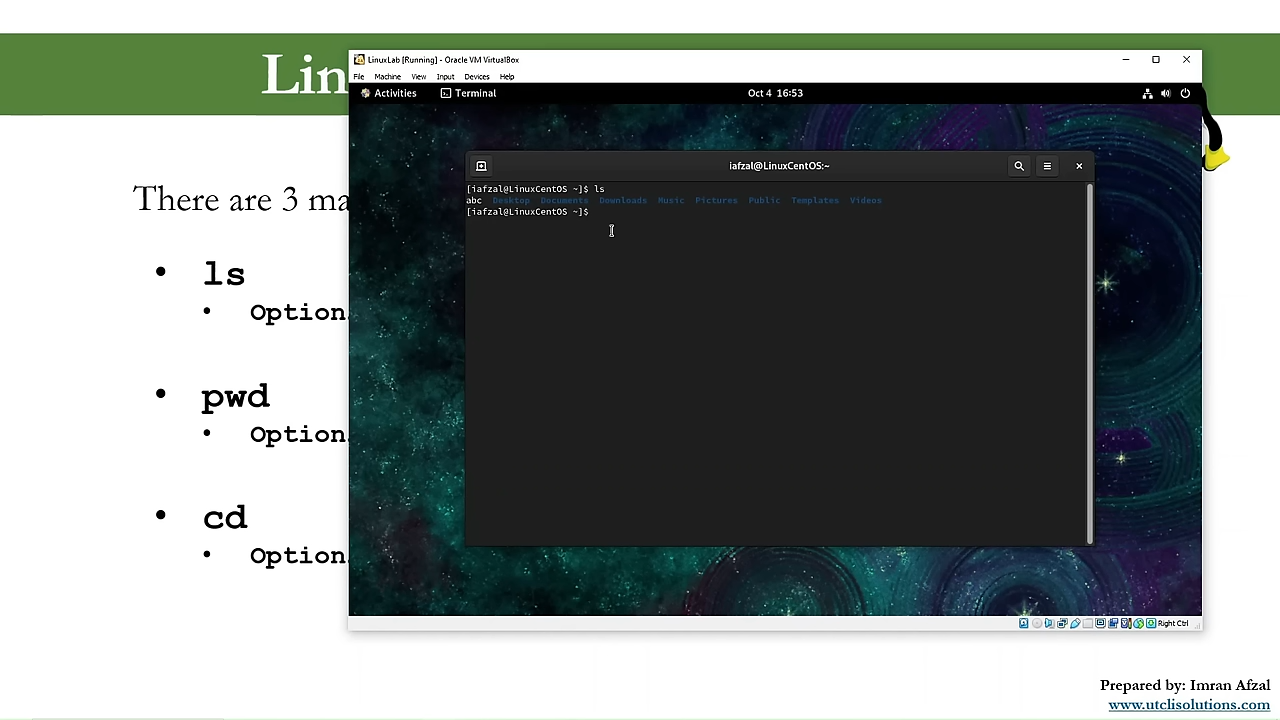 Lin
There are 3 ma
• ls
• Option
• pwd
• Option
• cd
• Option
LinuxLab [Running] - Oracle VM VirtualBox
File Machine View Input Devices Help
Activities Terminal Oct 4 16:53
iafzal@LinuxCentOS:~
[iafzal@LinuxCentOS ~]$ ls
abc Desktop Documents Downloads Music Pictures Public Templates Videos
[iafzal@LinuxCentOS ~]$
Right Ctrl
Prepared by: Imran Afzal
www.utclisolutions.com